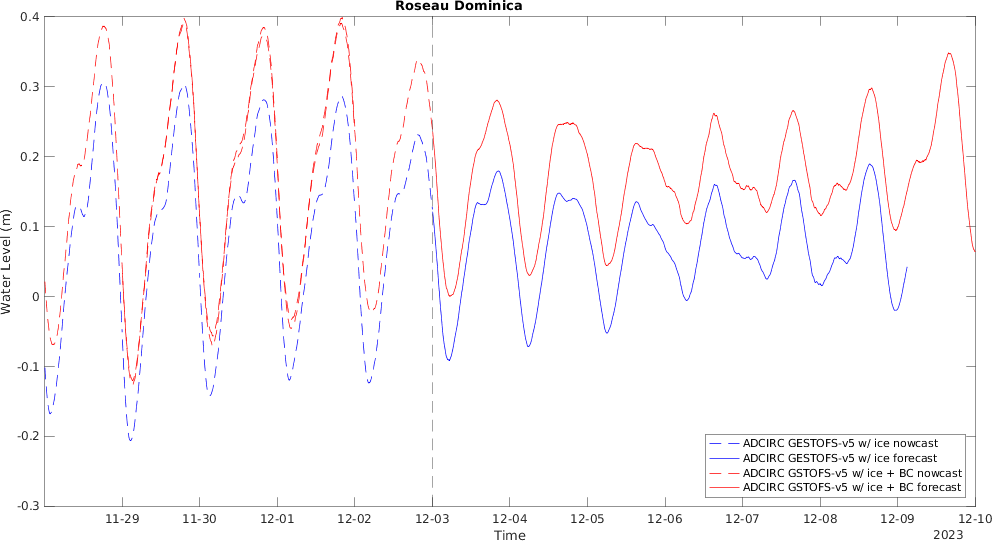 Roseau Dominica
0.4
0.3
0.2
0.1
0
-0.1
-0.2
-0.3
Water Level (m)
ADCIRC GESTOFS-v5 w/ ice nowcast
ADCIRC GESTOFS-v5 w/ ice forecast
ADCIRC GSTOFS-v5 w/ ice + BC nowcast
ADCIRC GSTOFS-v5 w/ ice + BC forecast
11-29 11-30 12-01 12-02 12-03 12-04 12-05 12-06 12-07 12-08 12-09 12-10
Time
2023